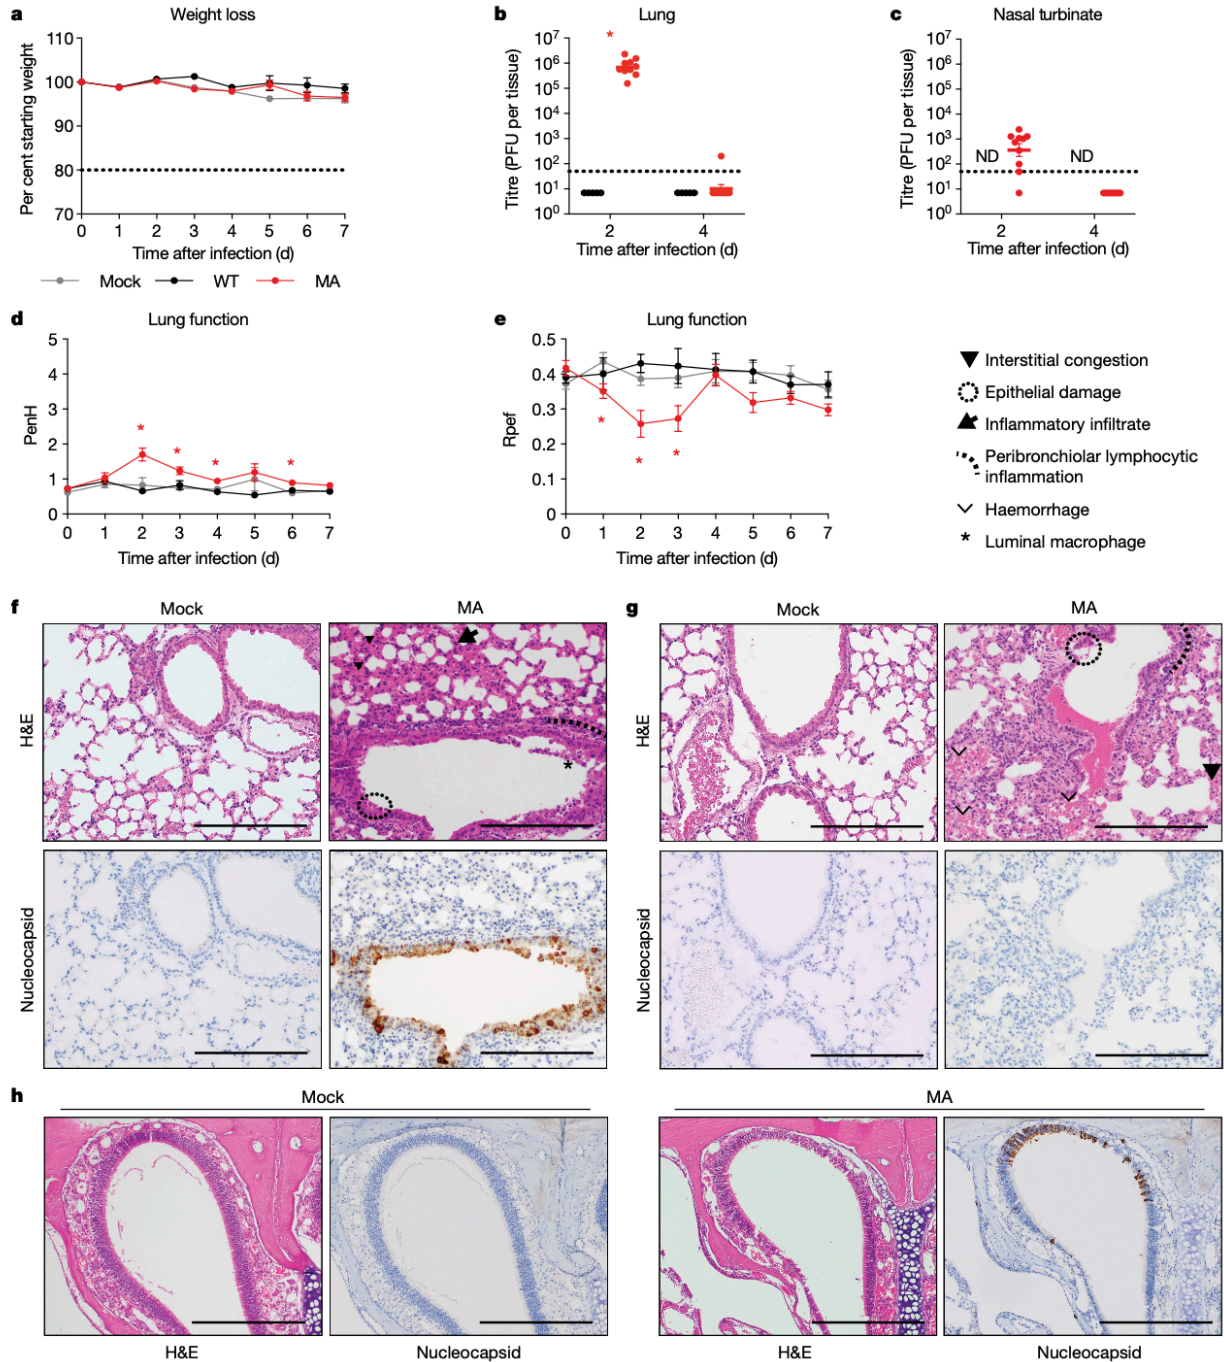 a Weight loss
Per cent starting weight
110
100
90
80
70
0 1 2 3 4 5 6 7
Time after infection (d)
Mock WT MA
b Lung
Titre (PFU per tissue)
10⁷
10⁶
10⁵
10⁴
10³
10²
10¹
10⁰
*
2 4
Time after infection (d)
c Nasal turbinate
Titre (PFU per tissue)
10⁷
10⁶
10⁵
10⁴
10³
10²
10¹
10⁰
ND ND
2 4
Time after infection (d)
d Lung function
PenH
5
4
3
2
1
0
* * * *
0 1 2 3 4 5 6 7
Time after infection (d)
e Lung function
Rpef
0.5
0.4
0.3
0.2
0.1
0
* * *
0 1 2 3 4 5 6 7
Time after infection (d)
Interstitial congestion
Epithelial damage
Inflammatory infiltrate
Peribronchiolar lymphocytic
inflammation
Haemorrhage
* Luminal macrophage
f Mock MA
H&E
*
Nucleocapsid
g Mock MA
H&E
Nucleocapsid
h Mock MA
H&E Nucleocapsid H&E Nucleocapsid